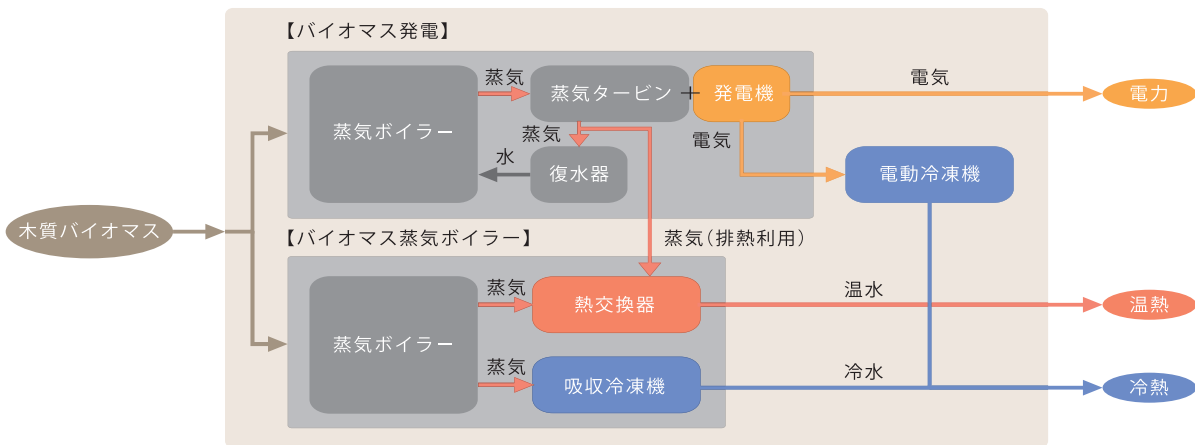 【バイオマス発電】
蒸気ボイラー
蒸気
蒸気タービン
+
発電機
電気
電力
蒸気
水
復水器
電気
電動冷凍機
木質バイオマス
【バイオマス蒸気ボイラー】
蒸気(排熱利用)
蒸気ボイラー
蒸気
熱交換器
温水
温熱
蒸気
吸収冷凍機
冷水
冷熱